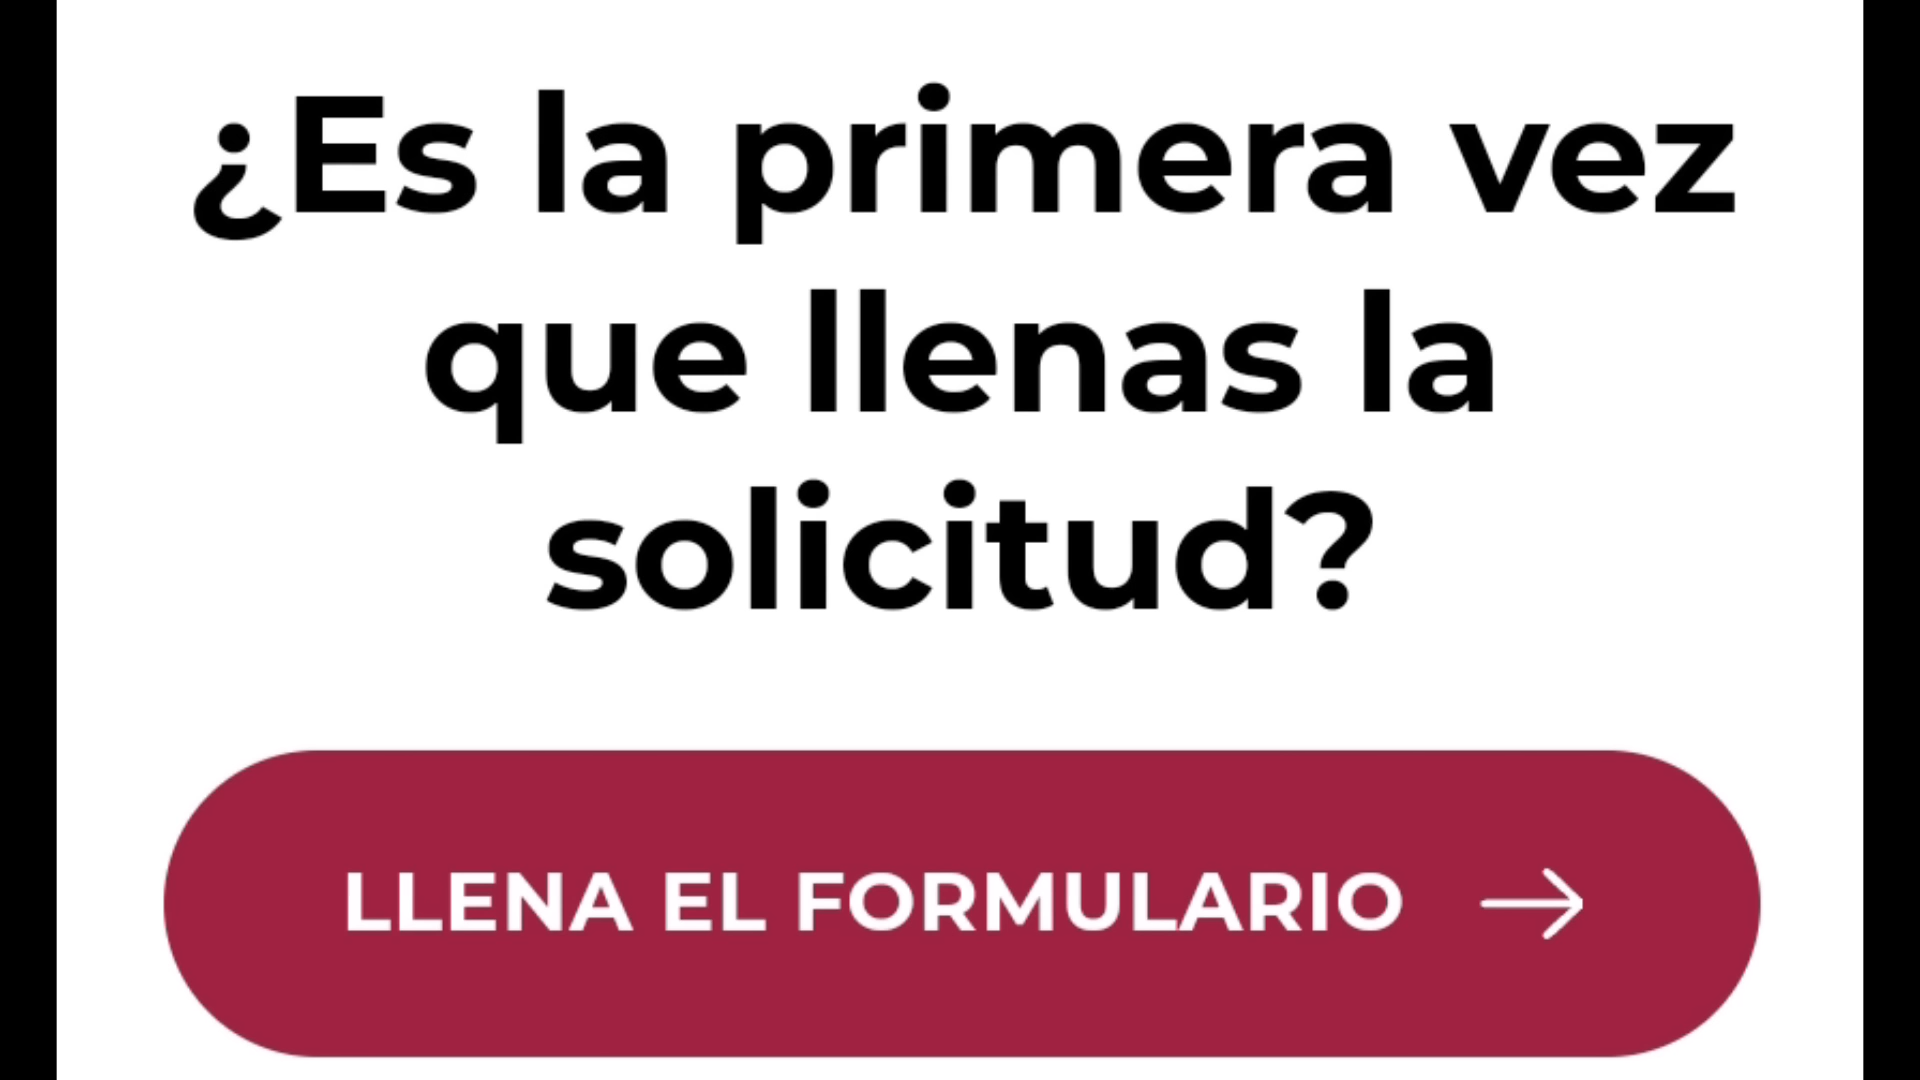 ¿Es la primera vez
que llenas la
solicitud?
LLENA EL FORMULARIO